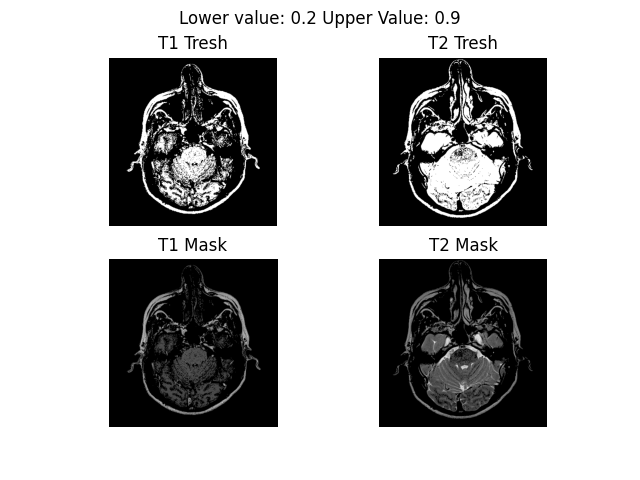 Lower value: 0.2 Upper Value: 0.9
T1 Tresh
T2 Tresh
T1 Mask
T2 Mask